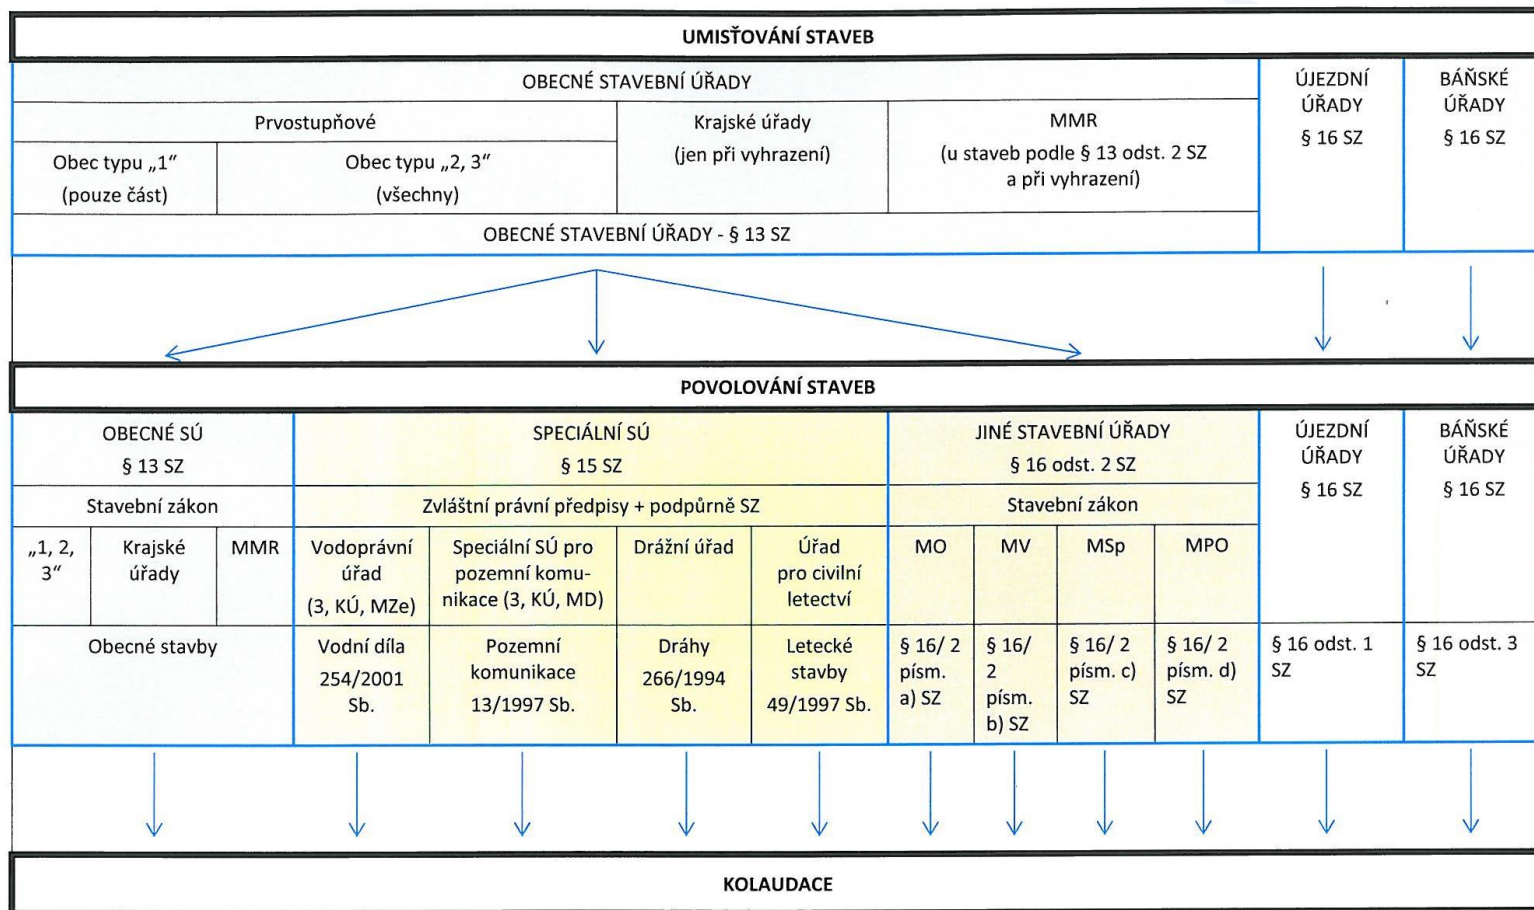 UMISŤOVÁNÍ STAVEB
OBECNÉ STAVEBNÍ ÚŘADY
Prvostupňové
Obec typu „1“
(pouze část)
Obec typu „2, 3“
(všechny)
Krajské úřady
(jen při vyhrazení)
MMR
(u staveb podle § 13 odst. 2 SZ
a při vyhrazení)
OBECNÉ STAVEBNÍ ÚŘADY - § 13 SZ
ÚJEZDNÍ
ÚŘADY
§ 16 SZ
BÁŇSKÉ
ÚŘADY
§ 16 SZ
POVOLOVÁNÍ STAVEB
OBECNÉ SÚ
§ 13 SZ
Stavební zákon
„1, 2,
3“
Krajské
úřady
MMR
Obecné stavby
SPECIÁLNÍ SÚ
§ 15 SZ
Zvláštní právní předpisy + podpůrně SZ
Vodoprávní
úřad
(3, KÚ, MZe)
Speciální SÚ pro
pozemní komu-
nikace (3, KÚ, MD)
Drážní úřad
Úřad
pro civilní
letectví
Vodní díla
254/2001
Sb.
Pozemní
komunikace
13/1997 Sb.
Dráhy
266/1994
Sb.
Letecké
stavby
49/1997 Sb.
JINÉ STAVEBNÍ ÚŘADY
§ 16 odst. 2 SZ
Stavební zákon
MO
MV
MSp
MPO
§ 16/ 2
písm.
a) SZ
§ 16/
2
písm.
b) SZ
§ 16/ 2
písm. c)
SZ
§ 16/ 2
písm. d)
SZ
ÚJEZDNÍ
ÚŘADY
§ 16 SZ
§ 16 odst. 1
SZ
BÁŇSKÉ
ÚŘADY
§ 16 SZ
§ 16 odst. 3
SZ
KOLAUDACE